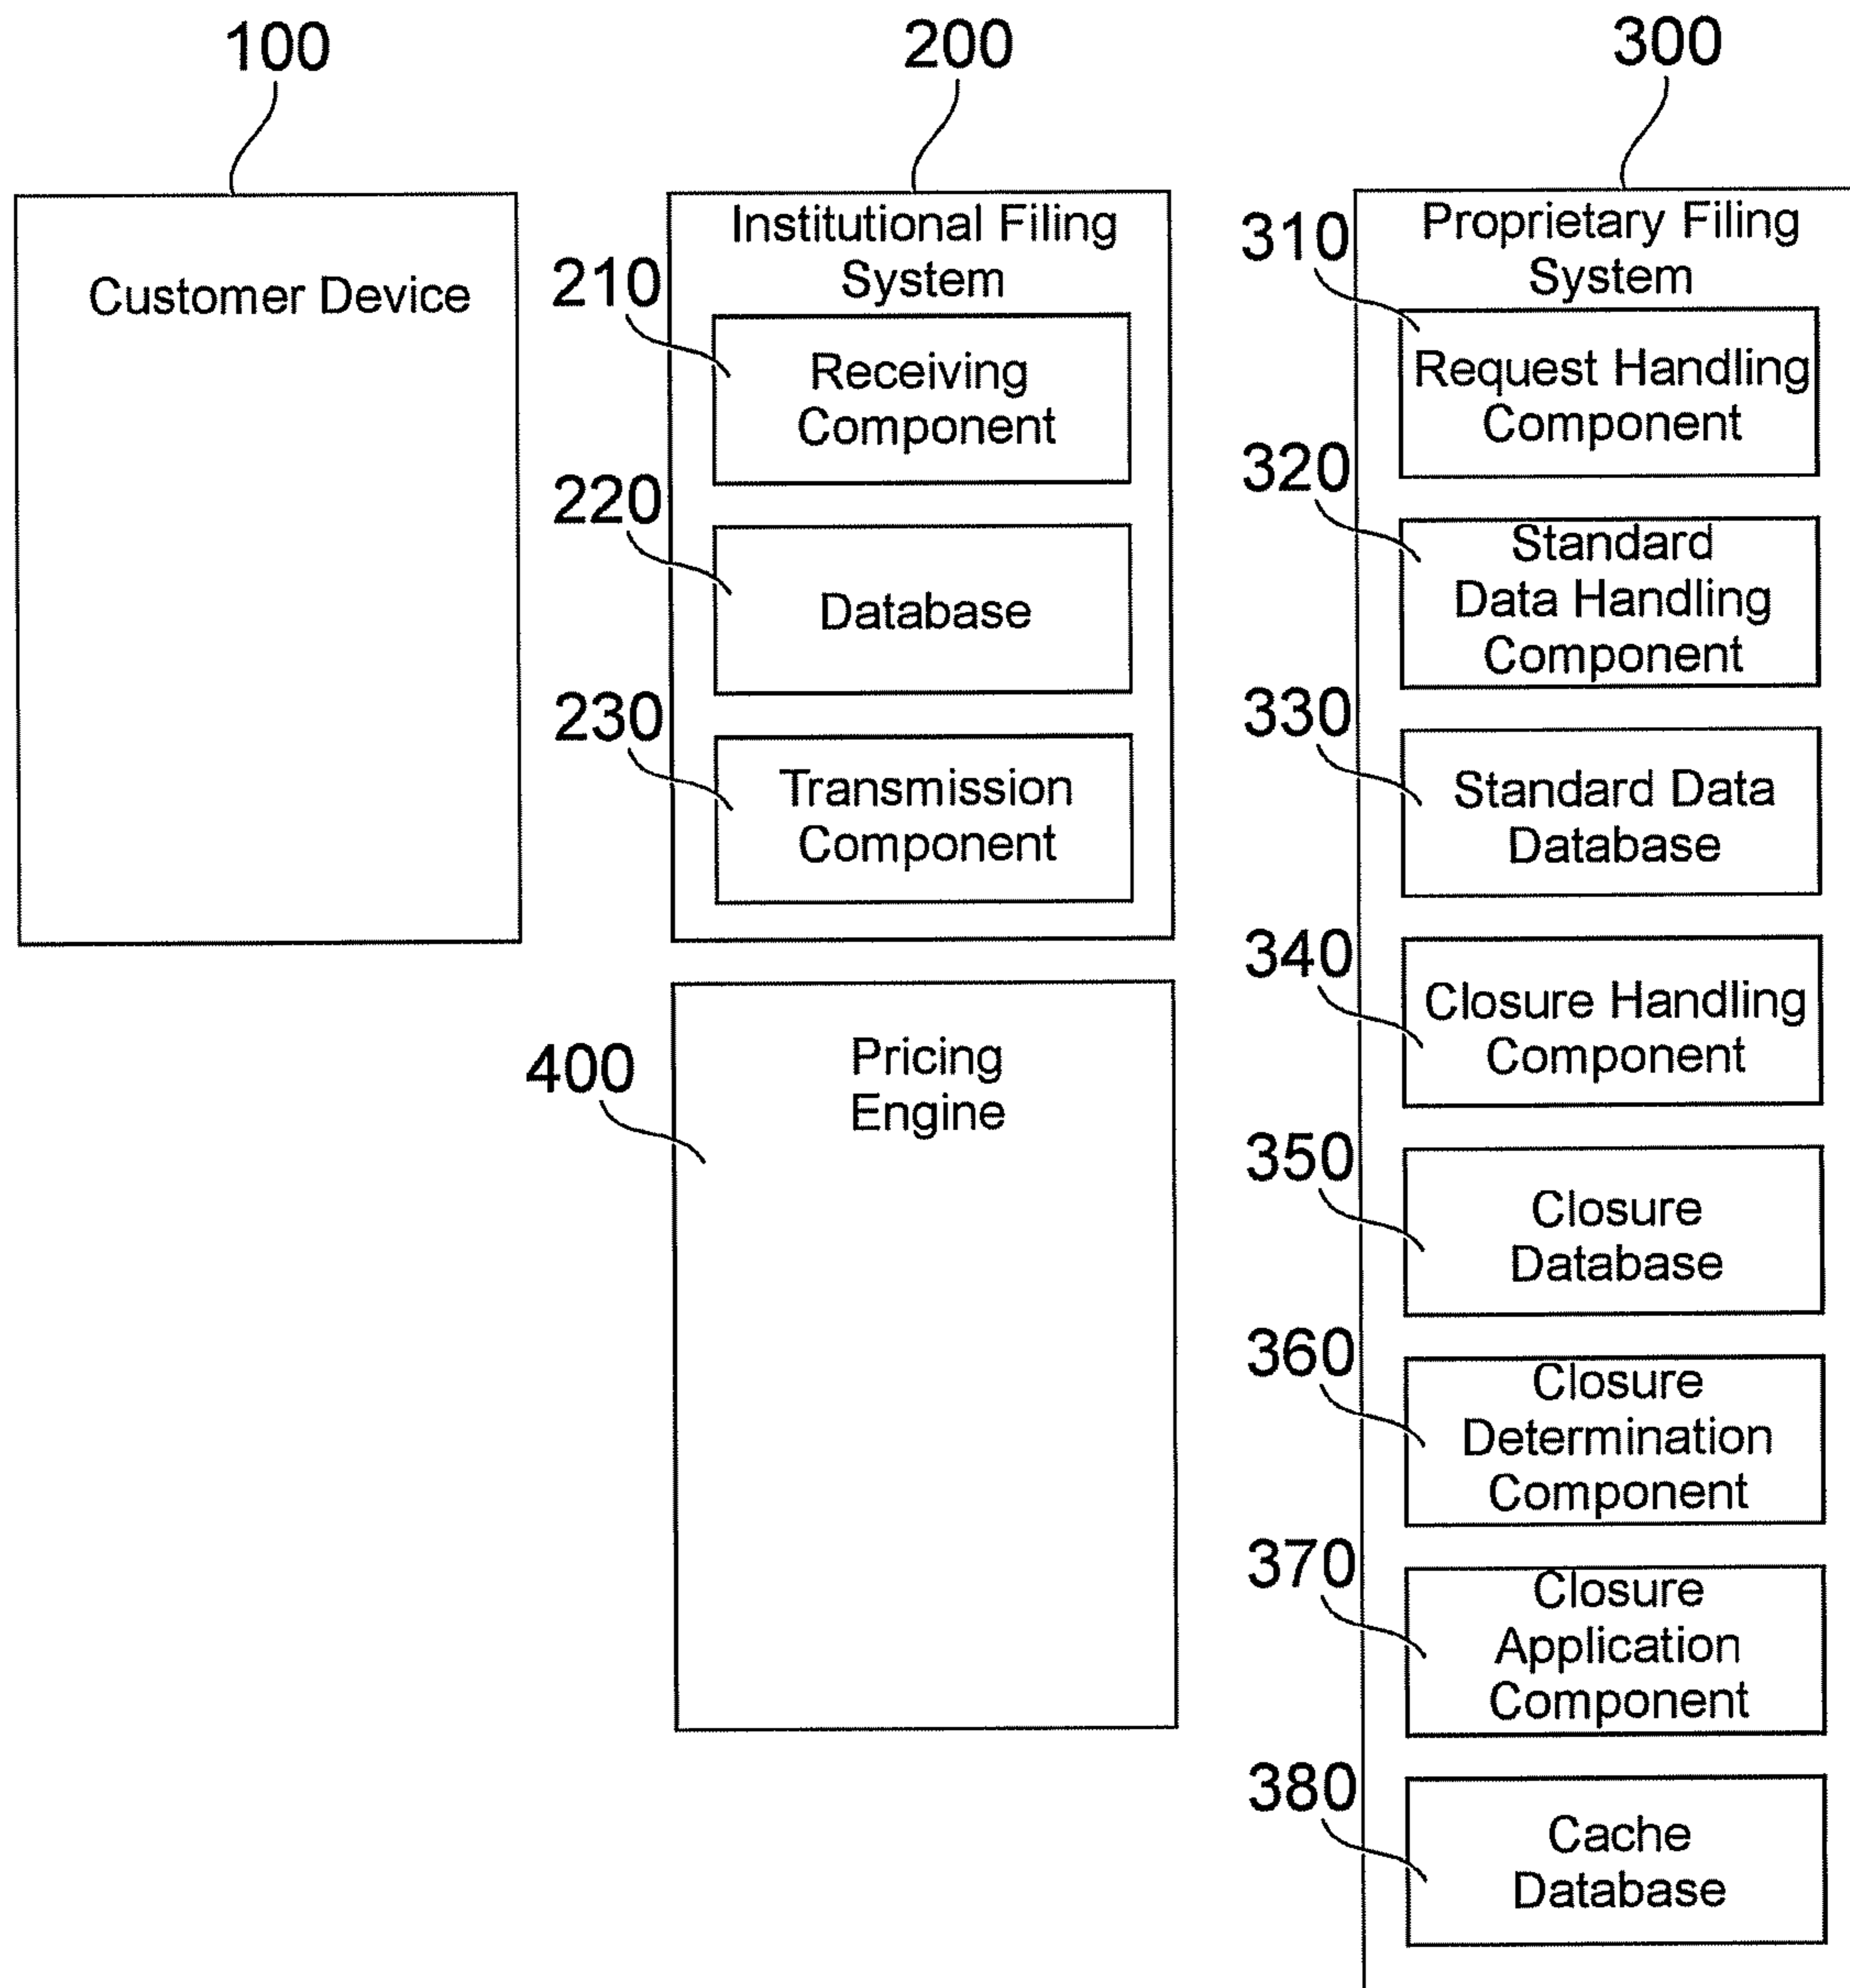 100
200
300
Customer Device
Institutional Filing
System
210
Receiving
Component
220
Database
230
Transmission
Component
400
Pricing
Engine
Proprietary Filing
System
310
Request Handling
Component
320
Standard
Data Handling
Component
330
Standard Data
Database
340
Closure Handling
Component
350
Closure
Database
360
Closure
Determination
Component
370
Closure
Application
Component
380
Cache
Database